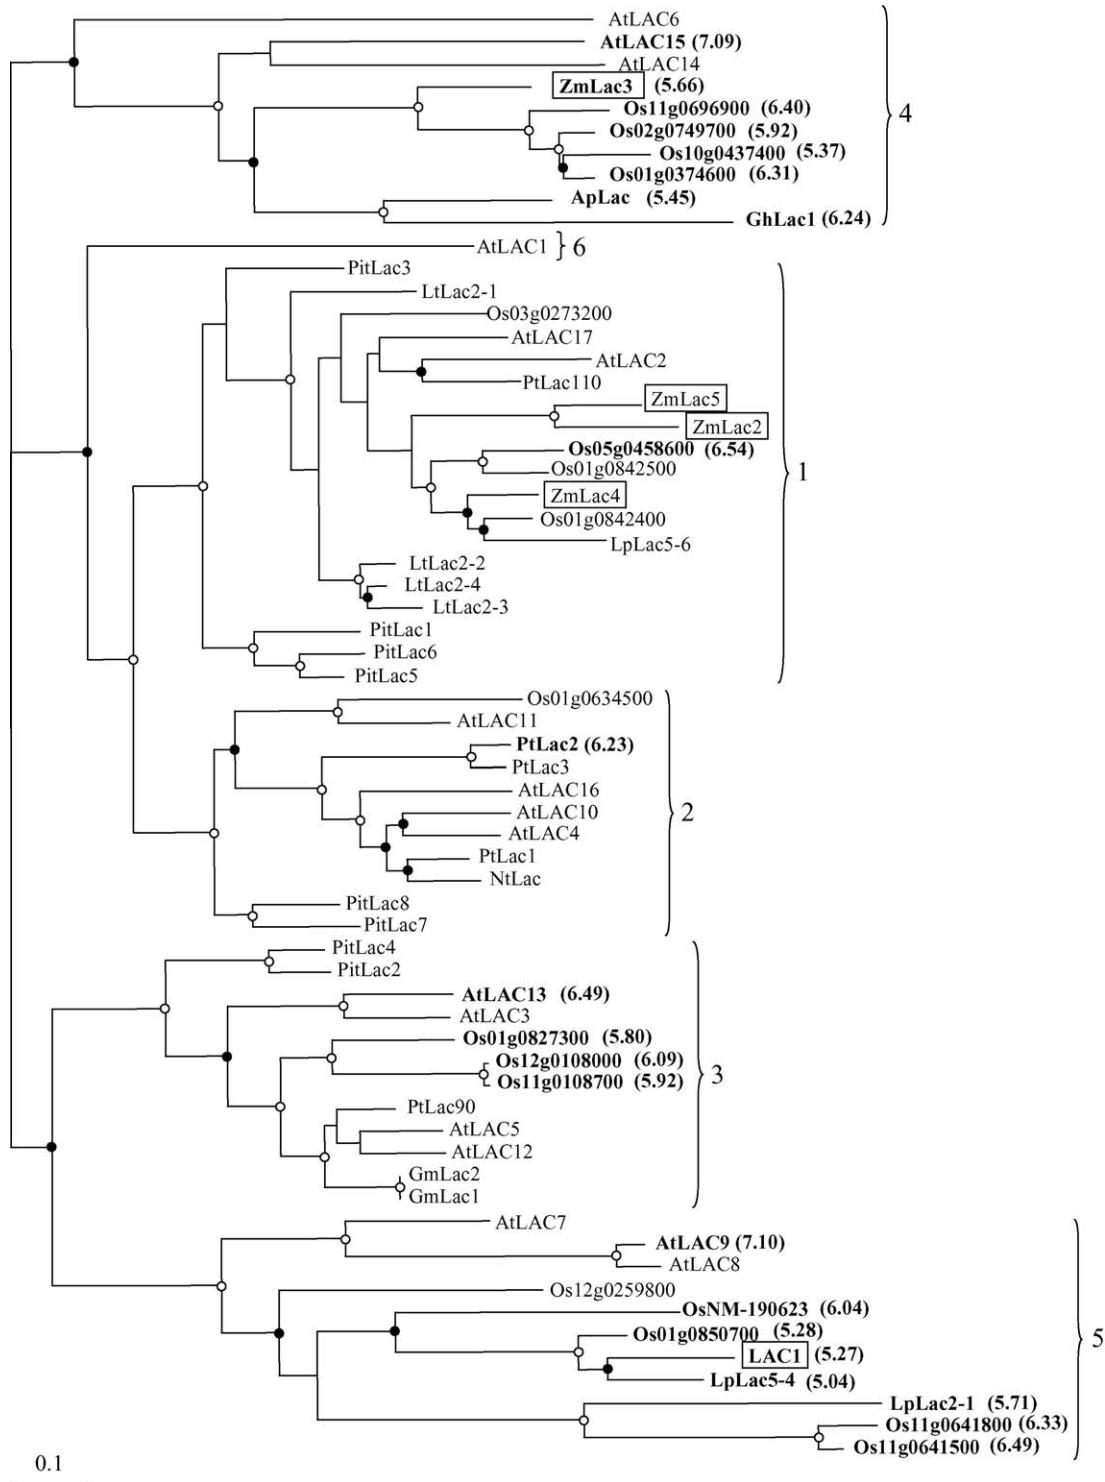 AtLAC6
AtLAC15 (7.09)
AtLAC14
ZmLac3 (5.66)
Os11g0696900 (6.40)
4
Os02g0749700 (5.92)
Os10g0437400 (5.37)
Os01g0374600 (6.31)
ApLac (5.45)
GhLac1 (6.24)
AtLAC1 6
PitLac3
LtLac2-1
Os03g0273200
AtLAC17
AtLAC2
PtLac110
ZmLac5
ZmLac2
Os05g0458600 (6.54)
Os01g0842500
1
ZmLac4
Os01g0842400
LpLac5-6
LtLac2-2
LtLac2-4
LtLac2-3
PitLac1
PitLac6
PitLac5
Os01g0634500
AtLAC11
PtLac2 (6.23)
PtLac3
AtLAC16
AtLAC10
2
AtLAC4
PtLac1
NtLac
PitLac8
PitLac7
PitLac4
PitLac2
AtLAC13 (6.49)
AtLAC3
Os01g0827300 (5.80)
Os12g0108000 (6.09)
3
Os11g0108700 (5.92)
PtLac90
AtLAC5
AtLAC12
GmLac2
GmLac1
AtLAC7
AtLAC9 (7.10)
AtLAC8
Os12g0259800
OsNM-190623 (6.04)
Os01g0850700 (5.28)
5
LAC1 (5.27)
LpLac5-4 (5.04)
LpLac2-1 (5.71)
Os11g0641800 (6.33)
Os11g0641500 (6.49)
0.1